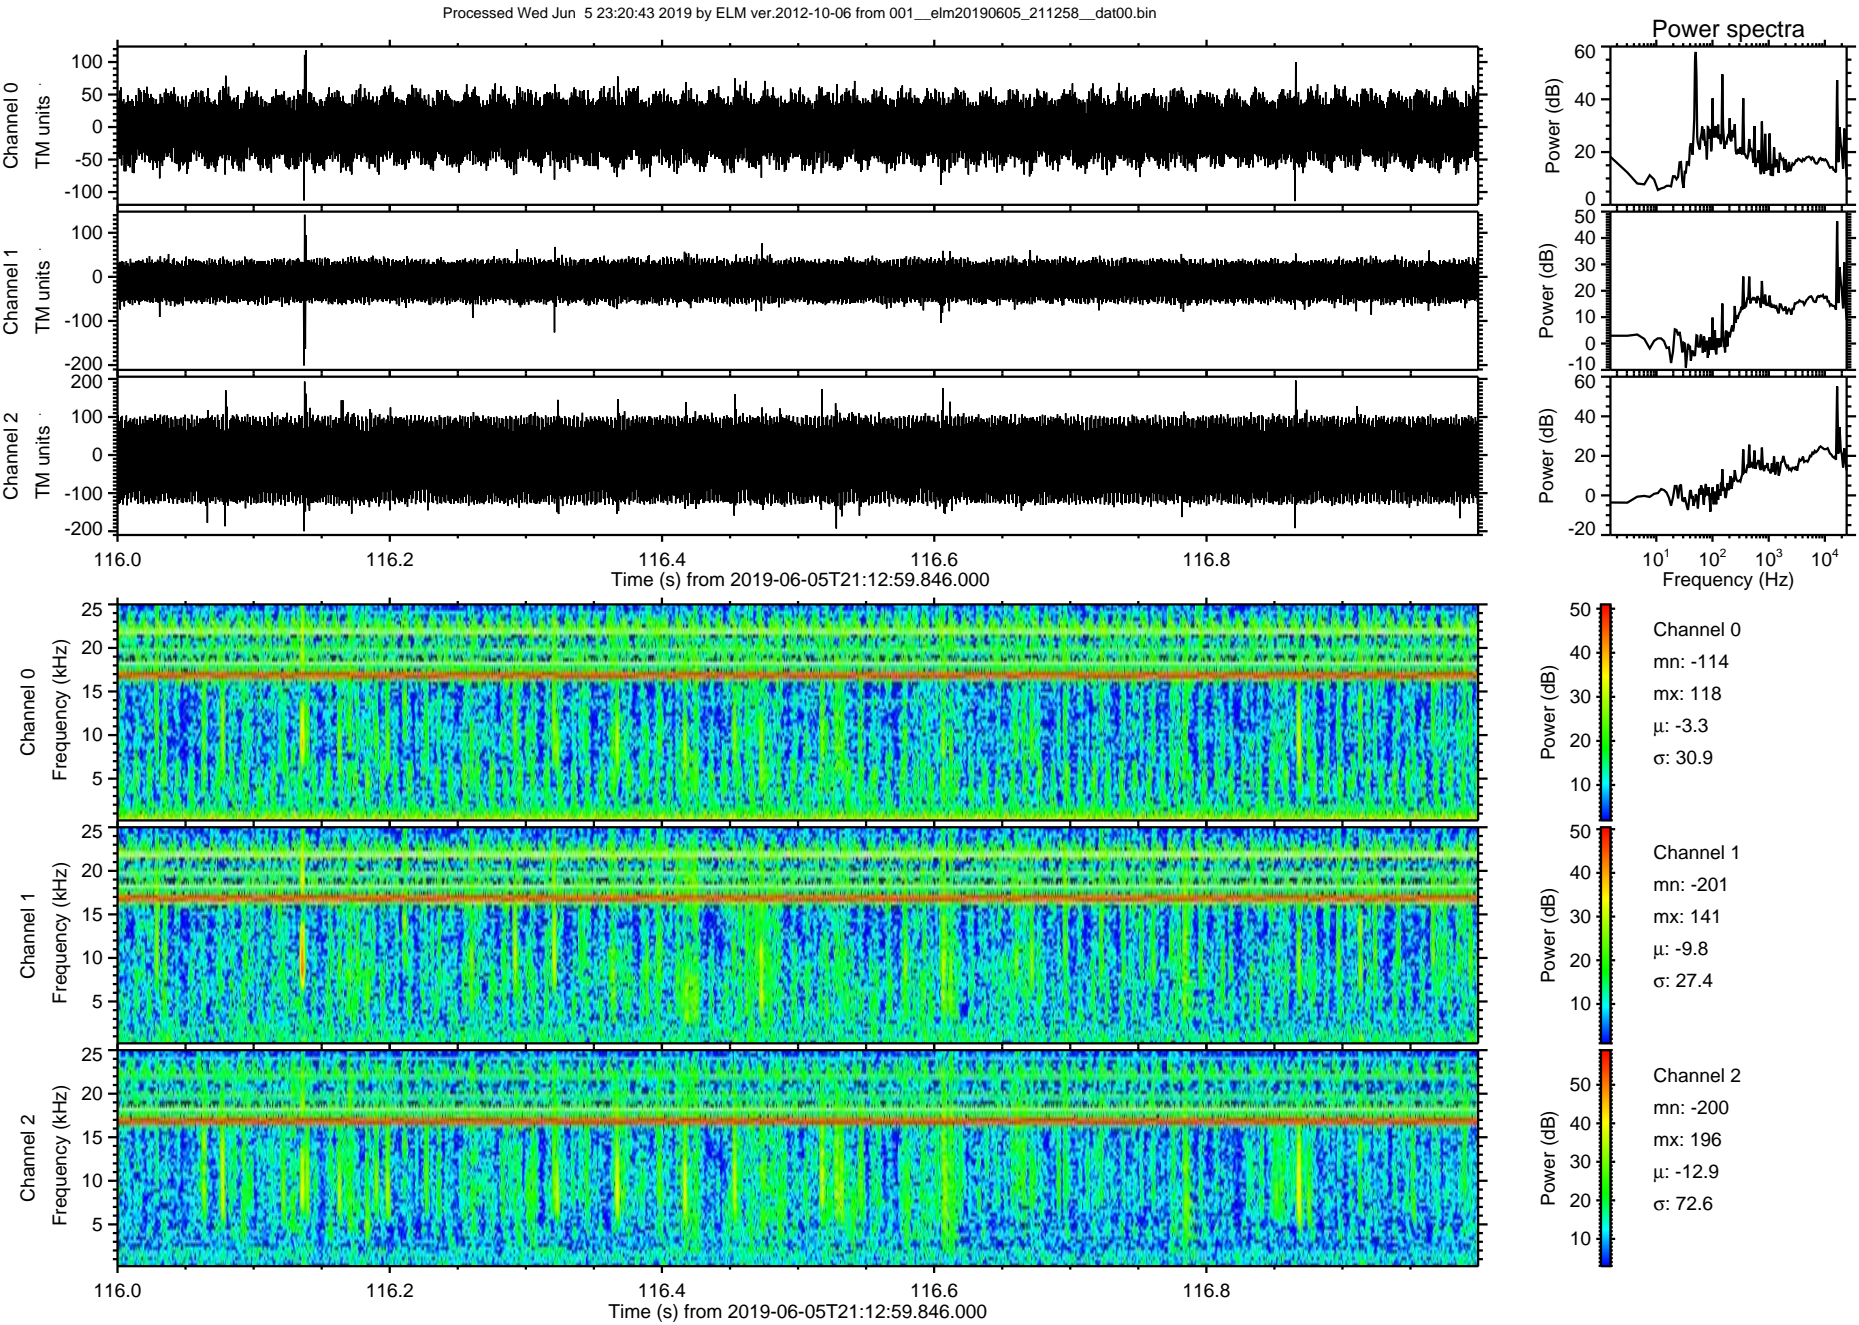 Processed Wed Jun  5 23:20:43 2019 by ELM ver.2012-10-06 from 001__elm20190605_211258__dat00.bin
Power spectra
Channel 0
TM units
100
50
0
-50
-100
Power (dB)
60
40
20
0
Channel 1
TM units
100
0
-100
-200
Power (dB)
50
40
30
20
10
0
-10
Channel 2
TM units
200
100
0
-100
-200
Power (dB)
60
40
20
0
-20
116.0 116.2 116.4 116.6 116.8
Time (s) from 2019-06-05T21:12:59.846.000
10¹ 10² 10³ 10⁴
Frequency (Hz)
Channel 0
Frequency (kHz)
25
20
15
10
5
Power (dB)
50
40
30
20
10
Channel 0
mn: -114
mx: 118
μ: -3.3
σ: 30.9
Channel 1
Frequency (kHz)
25
20
15
10
5
Power (dB)
50
40
30
20
10
Channel 1
mn: -201
mx: 141
μ: -9.8
σ: 27.4
Channel 2
Frequency (kHz)
25
20
15
10
5
Power (dB)
50
40
30
20
10
Channel 2
mn: -200
mx: 196
μ: -12.9
σ: 72.6
116.0 116.2 116.4 116.6 116.8
Time (s) from 2019-06-05T21:12:59.846.000